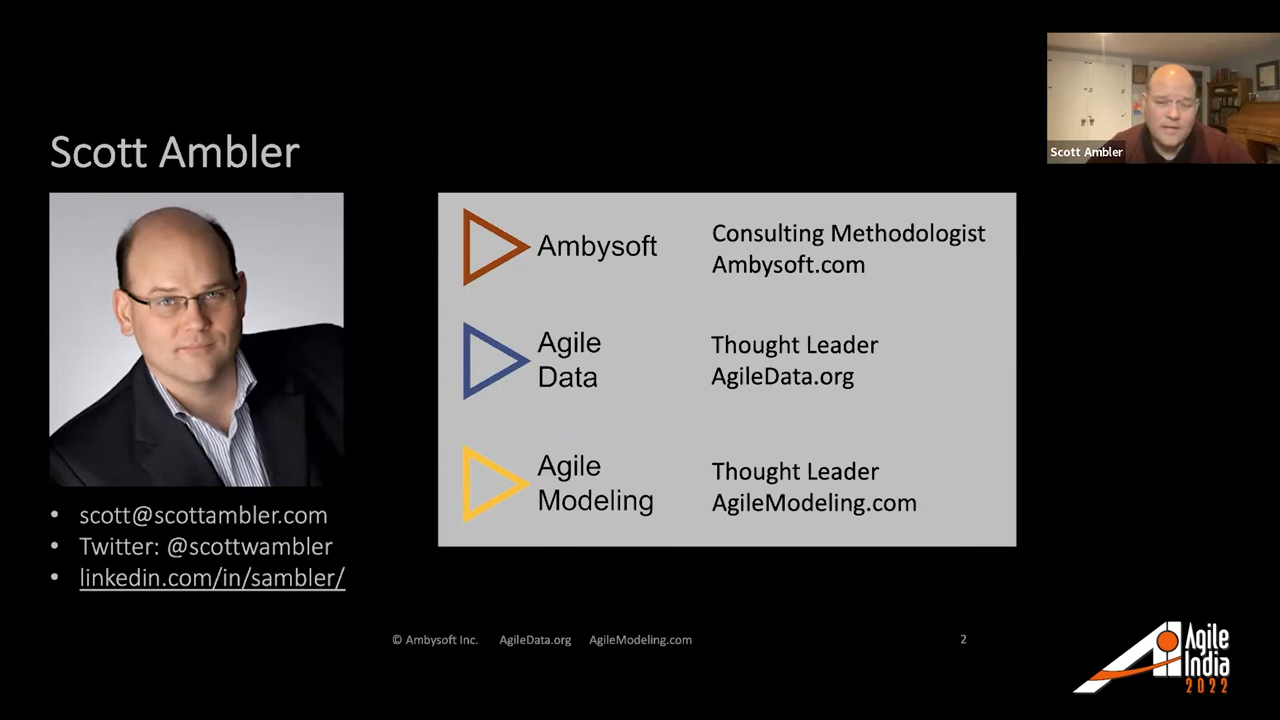 Scott Ambler
Scott Ambler
Ambysoft
Consulting Methodologist
Ambysoft.com
Agile
Data
Thought Leader
AgileData.org
Agile
Modeling
Thought Leader
AgileModeling.com
• scott@scottambler.com
• Twitter: @scottwambler
• linkedin.com/in/sambler/
© Ambysoft Inc. AgileData.org AgileModeling.com
2
Agile
India
2022